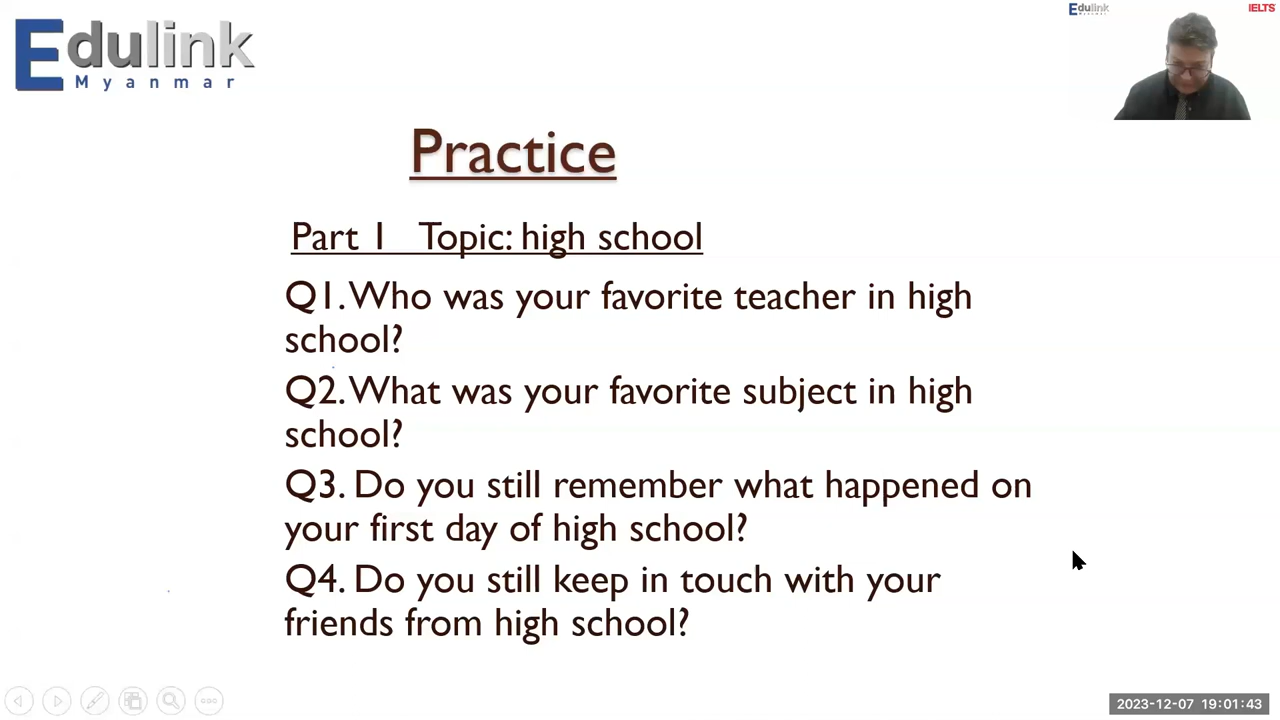 Edulink
Myanmar
Edulink
Myanmar
IELTS
Practice
Part 1 Topic: high school
Q1. Who was your favorite teacher in high
school?
Q2. What was your favorite subject in high
school?
Q3. Do you still remember what happened on
your first day of high school?
Q4. Do you still keep in touch with your
friends from high school?
2023-12-07 19:01:43